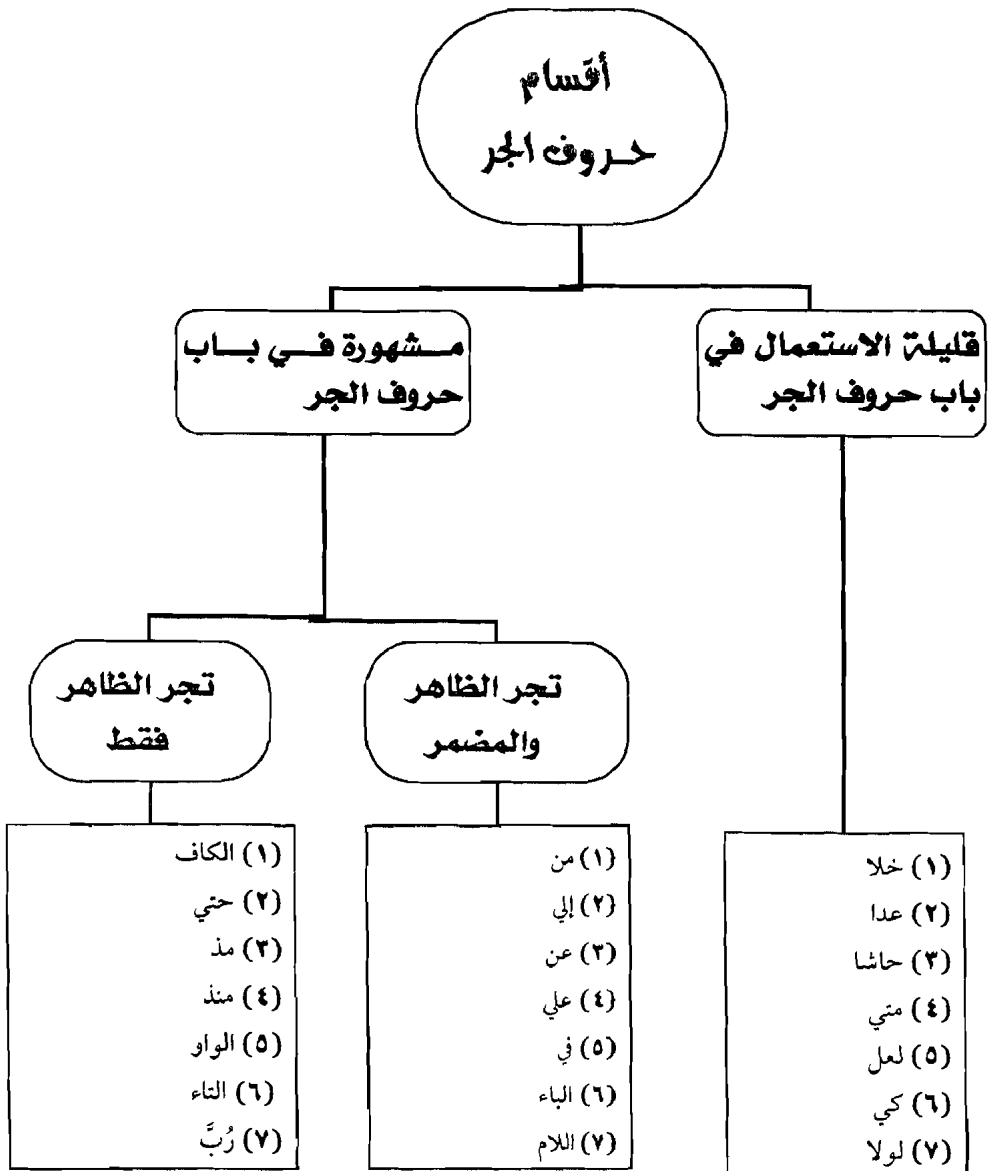 أقسام
حروف الجر
قليلة الاستعمال في
باب حروف الجر
مشهورة في باب
حروف الجر
تجر الظاهر
والمضمر
تجر الظاهر
فقط
(١) خلا
(٢) عدا
(٣) حاشا
(٤) متي
(٥) لعل
(٦) كي
(٧) لولا
(١) من
(٢) إلي
(٣) عن
(٤) علي
(٥) في
(٦) الباء
(٧) اللام
(١) الكاف
(٢) حتي
(٣) مذ
(٤) منذ
(٥) الواو
(٦) التاء
(٧) رُبَّ